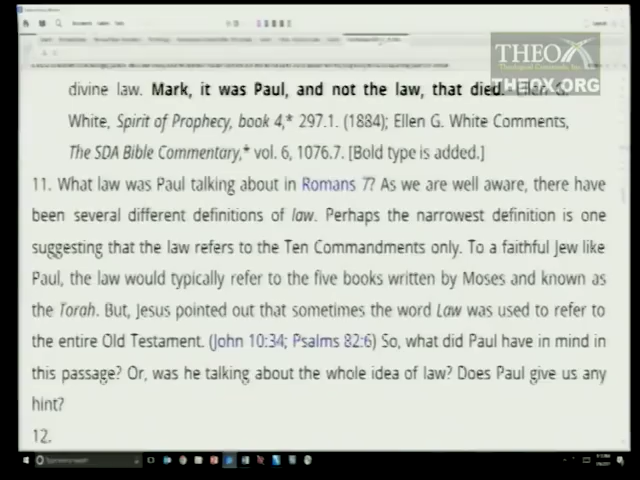 THEOX
THEOX.ORG
divine law. Mark, it was Paul, and not the law, that died. Ellen G.
White, Spirit of Prophecy, book 4,* 297.1. (1884); Ellen G. White Comments,
The SDA Bible Commentary,* vol. 6, 1076.7. [Bold type is added.]
11. What law was Paul talking about in Romans 7? As we are well aware, there have
been several different definitions of law. Perhaps the narrowest definition is one
suggesting that the law refers to the Ten Commandments only. To a faithful Jew like
Paul, the law would typically refer to the five books written by Moses and known as
the Torah. But, Jesus pointed out that sometimes the word Law was used to refer to
the entire Old Testament. (John 10:34; Psalms 82:6) So, what did Paul have in mind in
this passage? Or, was he talking about the whole idea of law? Does Paul give us any
hint?
12.